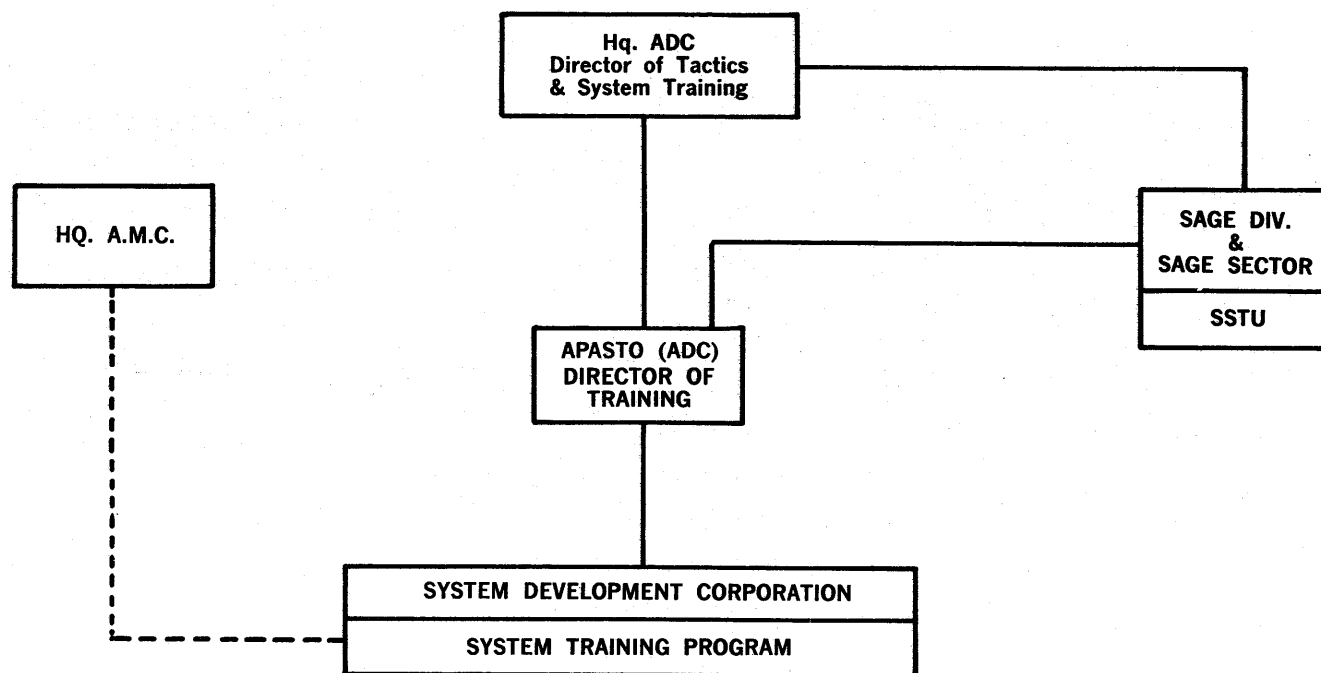 Hq. ADC
Director of Tactics
& System Training
HQ. A.M.C.
SAGE DIV.
&
SAGE SECTOR
SSTU
APASTO (ADC)
DIRECTOR OF
TRAINING
SYSTEM DEVELOPMENT CORPORATION
SYSTEM TRAINING PROGRAM